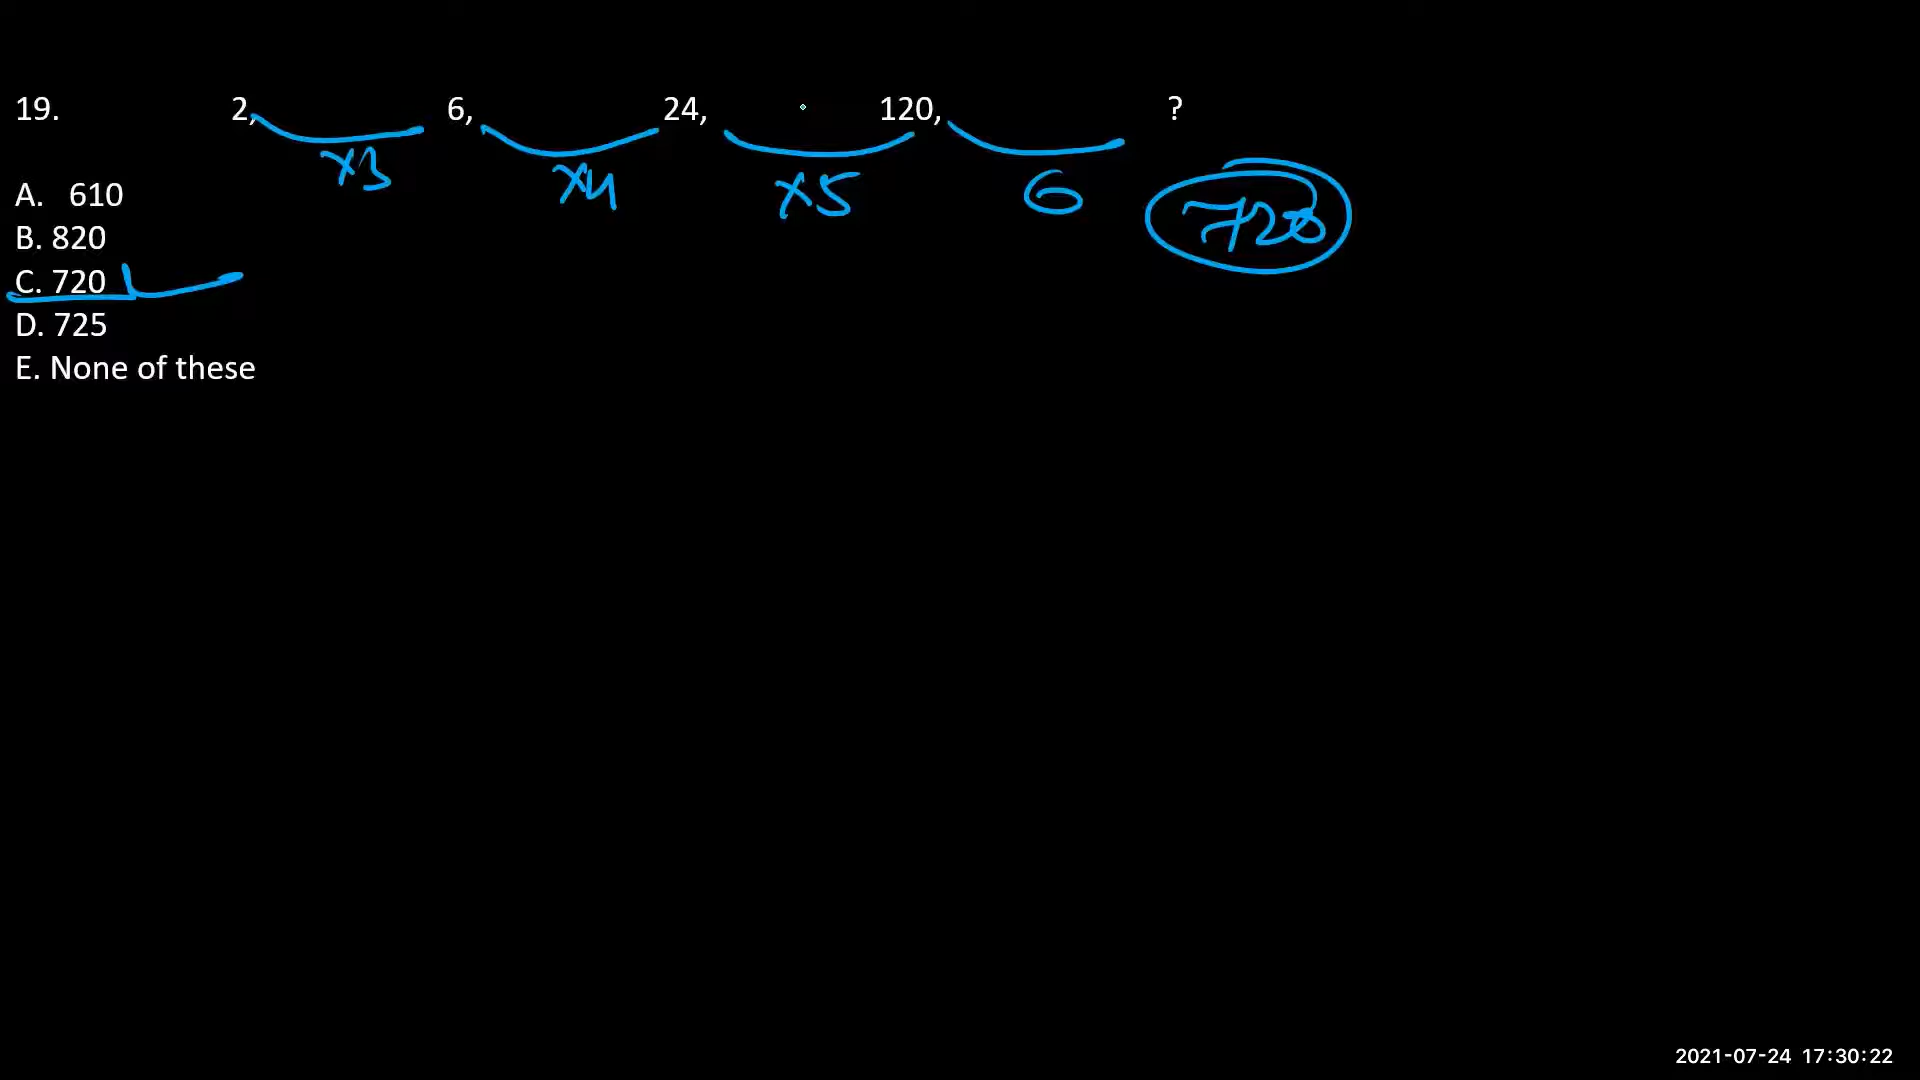 19. 2, 6, 24, 120, ?
x3 x4 x5 6 720
A. 610
B. 820
C. 720
D. 725
E. None of these
2021-07-24 17:30:22